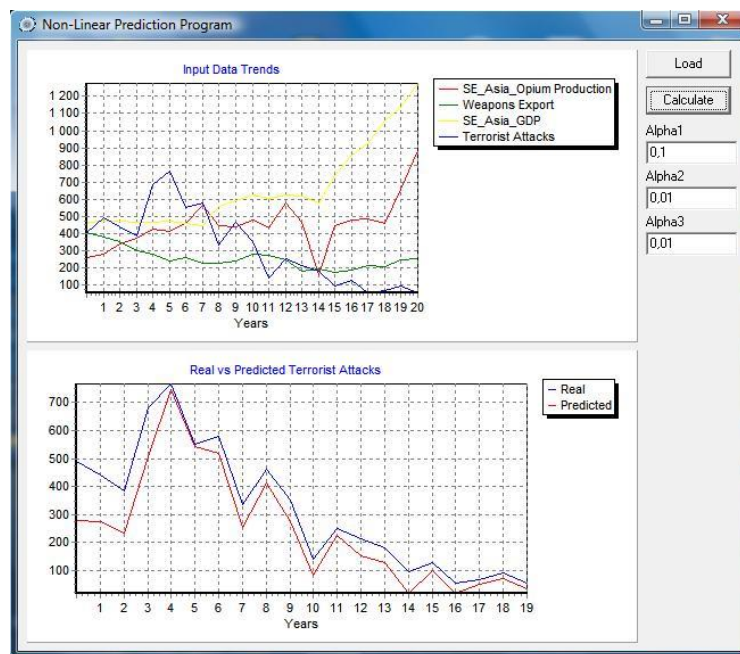 Non-Linear Prediction Program
Input Data Trends
1 200
1 100
1 000
900
800
700
600
500
400
300
200
100
1 2 3 4 5 6 7 8 9 10 11 12 13 14 15 16 17 18 19 20
Years
SE_Asia_Opium Production
Weapons Export
SE_Asia_GDP
Terrorist Attacks
Load
Calculate
Alpha1
0,1
Alpha2
0,01
Alpha3
0,01
Real vs Predicted Terrorist Attacks
700
600
500
400
300
200
100
1 2 3 4 5 6 7 8 9 10 11 12 13 14 15 16 17 18 19
Years
Real
Predicted